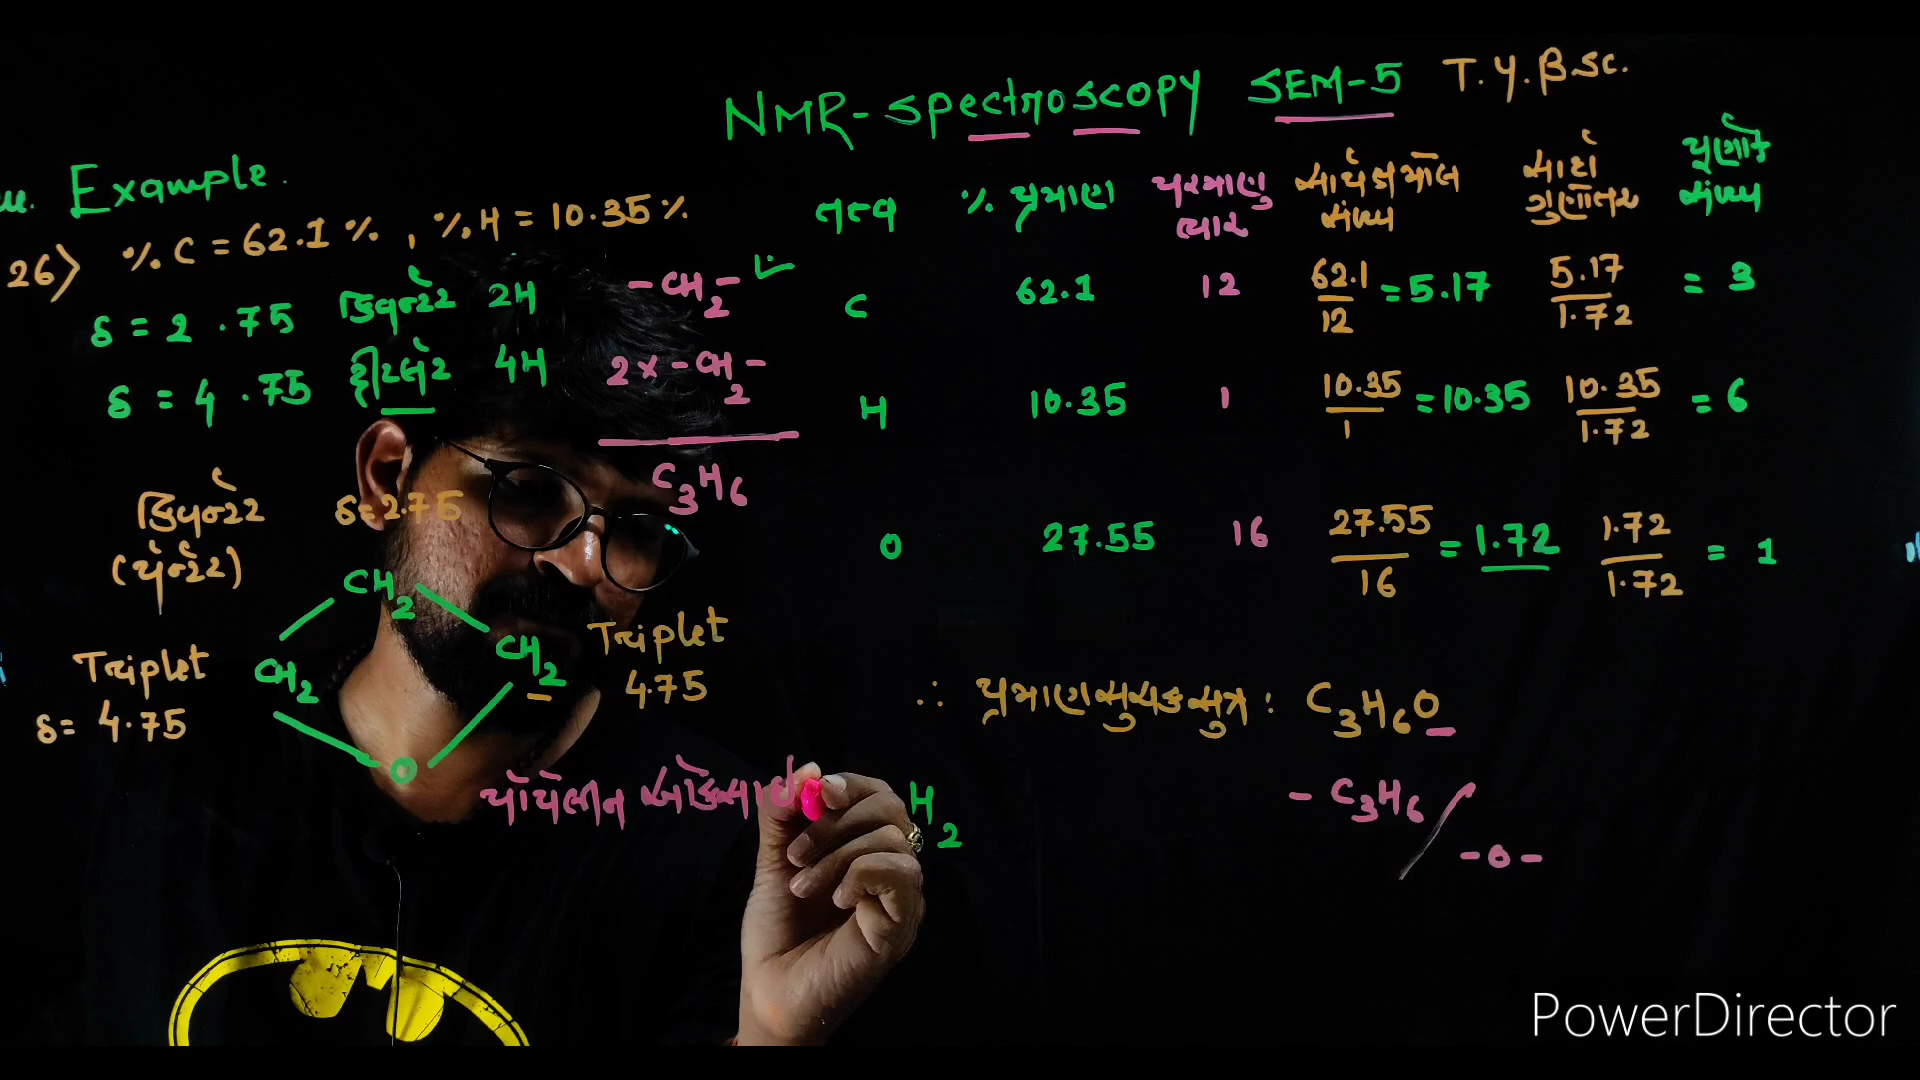 NMR-Spectroscopy SEM-5 T.Y.BSc.
Example.
26) % C = 62.1 %, % H = 10.35 %
δ = 2.75 ક્વિન્ટેટ 2H -CH2-
δ = 4.75 ટ્રીપ્લેટ 4H 2 x -CH2-
C3H6
ક્વિન્ટેટ δ = 2.75
(પેન્ટેટ)
CH2
CH2 CH2
O
Triplet
4.75
Triplet
δ = 4.75
H2
તત્વ % પ્રમાણ પરમાણુ ભાર સાપેક્ષ મોલ સંખ્યા સાદો ગુણોત્તર પૂર્ણાંક સંખ્યા
C 62.1 12 62.1/12 = 5.17 5.17/1.72 = 3
H 10.35 1 10.35/1 = 10.35 10.35/1.72 = 6
O 27.55 16 27.55/16 = 1.72 1.72/1.72 = 1
∴ પ્રમાણસુચક સુત્ર : C3H6O
- C3H6 / -O-
PowerDirector